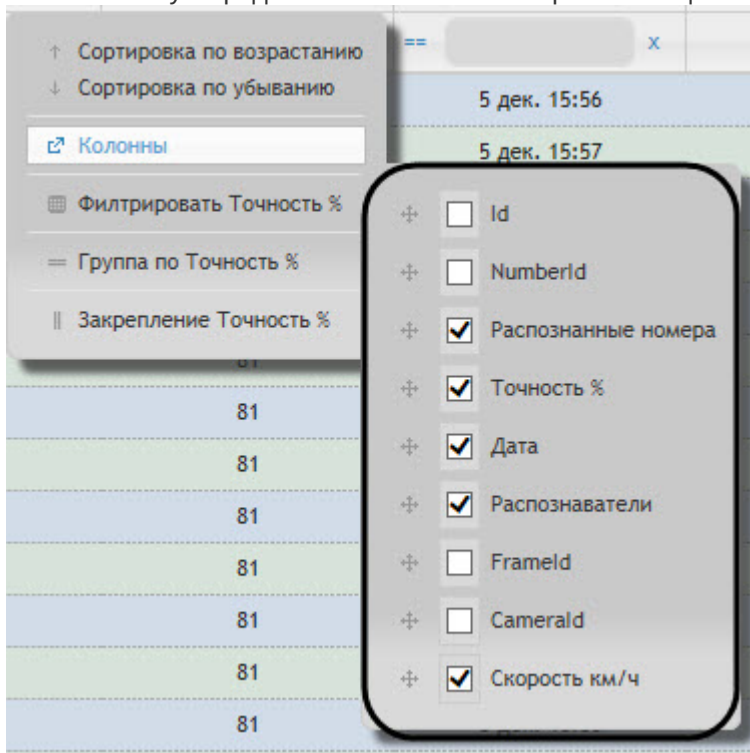 == x
↑ Сортировка по возрастанию
↓ Сортировка по убыванию
Колонны
Филтрировать Точность %
Группа по Точность %
Закрепление Точность %
5 дек. 15:56
5 дек. 15:57
Id
NumberId
Распознанные номера
Точность %
Дата
Распознаватели
FrameId
CameraId
Скорость км/ч
81
81
81
81
81
81
81